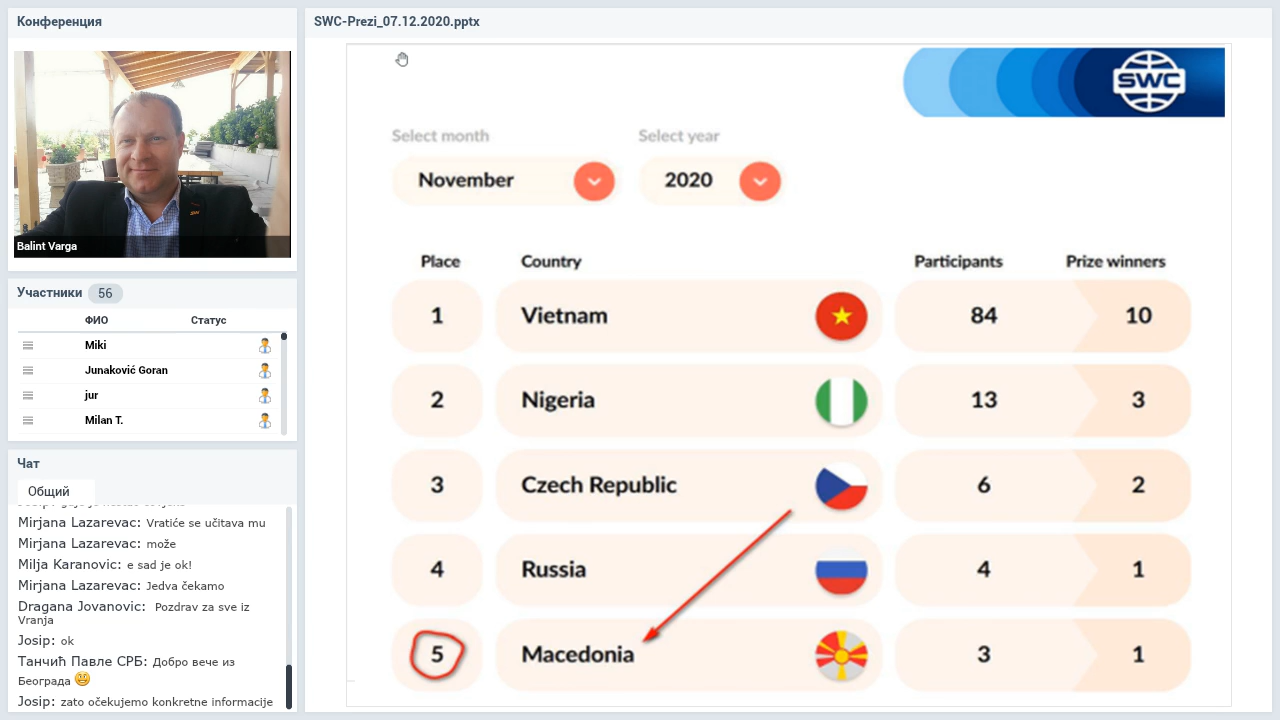 Конференция
Balint Varga
Участники 56
ФИО Статус
Miki
Junaković Goran
jur
Milan T.
Чат
Общий
Mirjana Lazarevac: Vratiće se učitava mu
Mirjana Lazarevac: može
Milja Karanovic: e sad je ok!
Mirjana Lazarevac: Jedva čekamo
Dragana Jovanovic: Pozdrav za sve iz
Vranja
Josip: ok
Танчић Павле СРБ: Добро вече из
Београда
Josip: zato očekujemo konkretne informacije
SWC-Prezi_07.12.2020.pptx
SWC
Select month Select year
November 2020
Place Country Participants Prize winners
1 Vietnam 84 10
2 Nigeria 13 3
3 Czech Republic 6 2
4 Russia 4 1
5 Macedonia 3 1